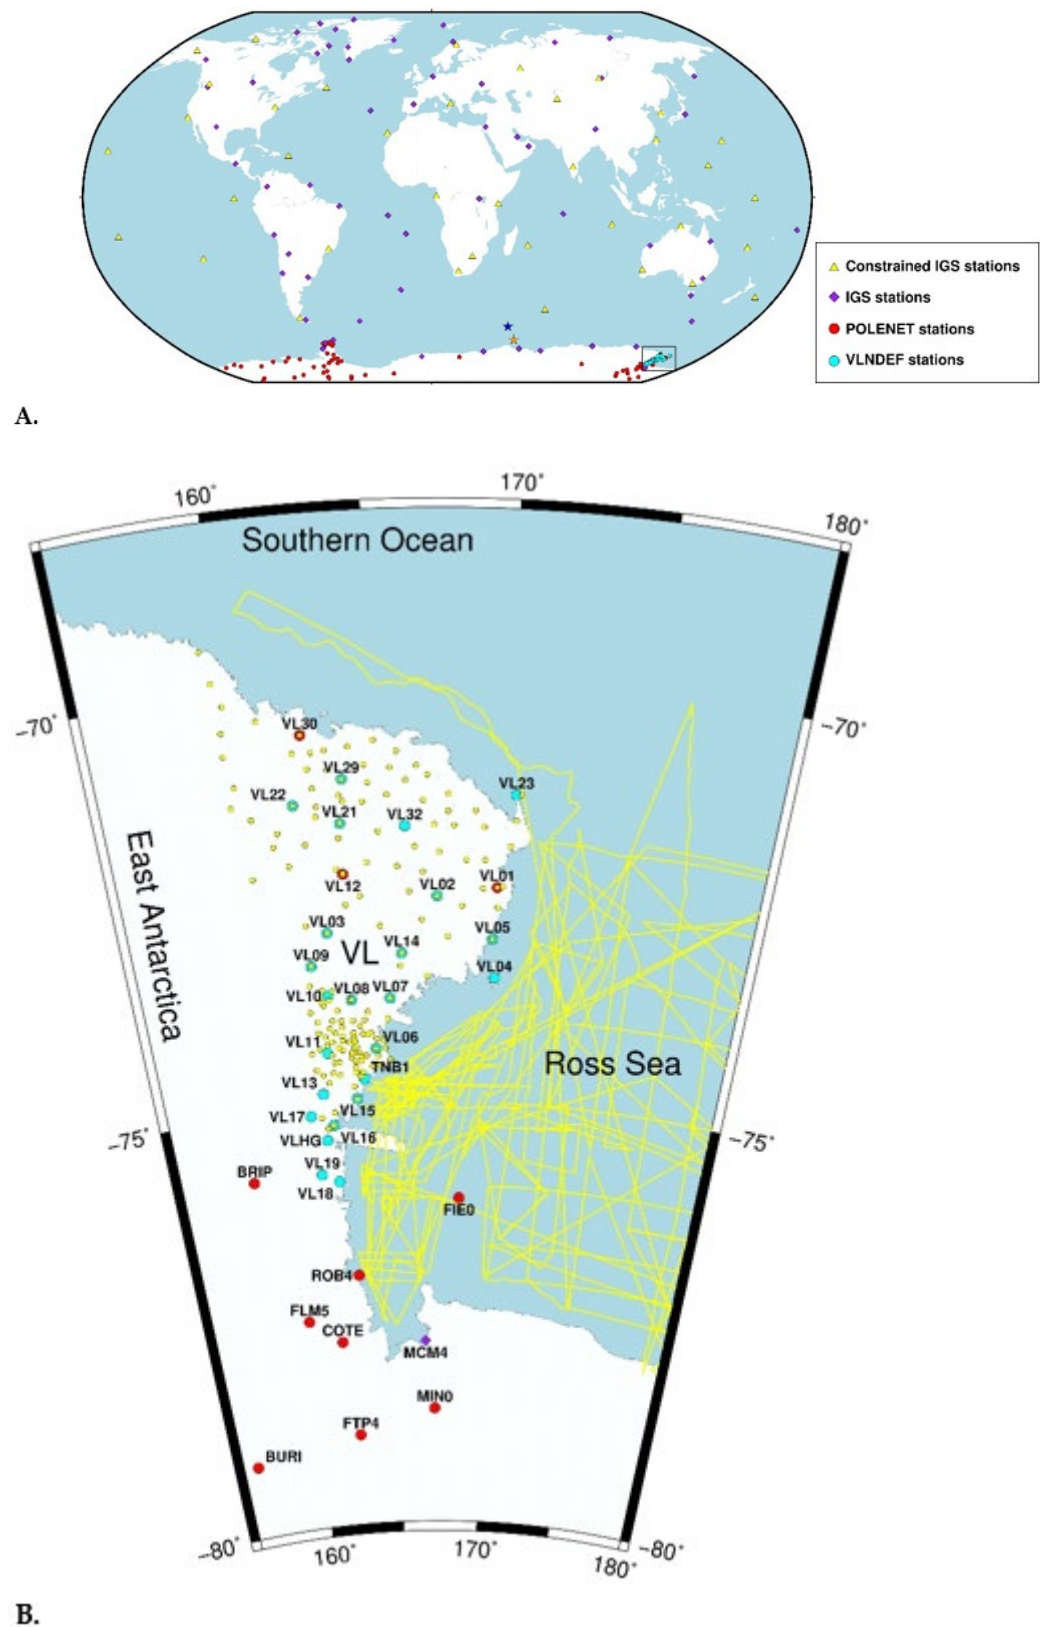 Constrained IGS stations
IGS stations
POLENET stations
VLNDEF stations
A.
160°
170°
180°
Southern Ocean
-70°
-70°
VL30
VL29
VL23
VL22
VL21
VL32
East Antarctica
VL12
VL02
VL01
VL03
VL05
VL14
VL
VL09
VL04
VL10
VL08
VL07
VL11
VL06
TNB1
Ross Sea
VL13
VL15
VL17
VLHG
VL16
-75°
-75°
VL19
BRIP
VL18
FIE0
ROB4
FLM5
COTE
MCM4
MIN0
FTP4
BURI
-80°
160°
170°
180°
-80°
B.